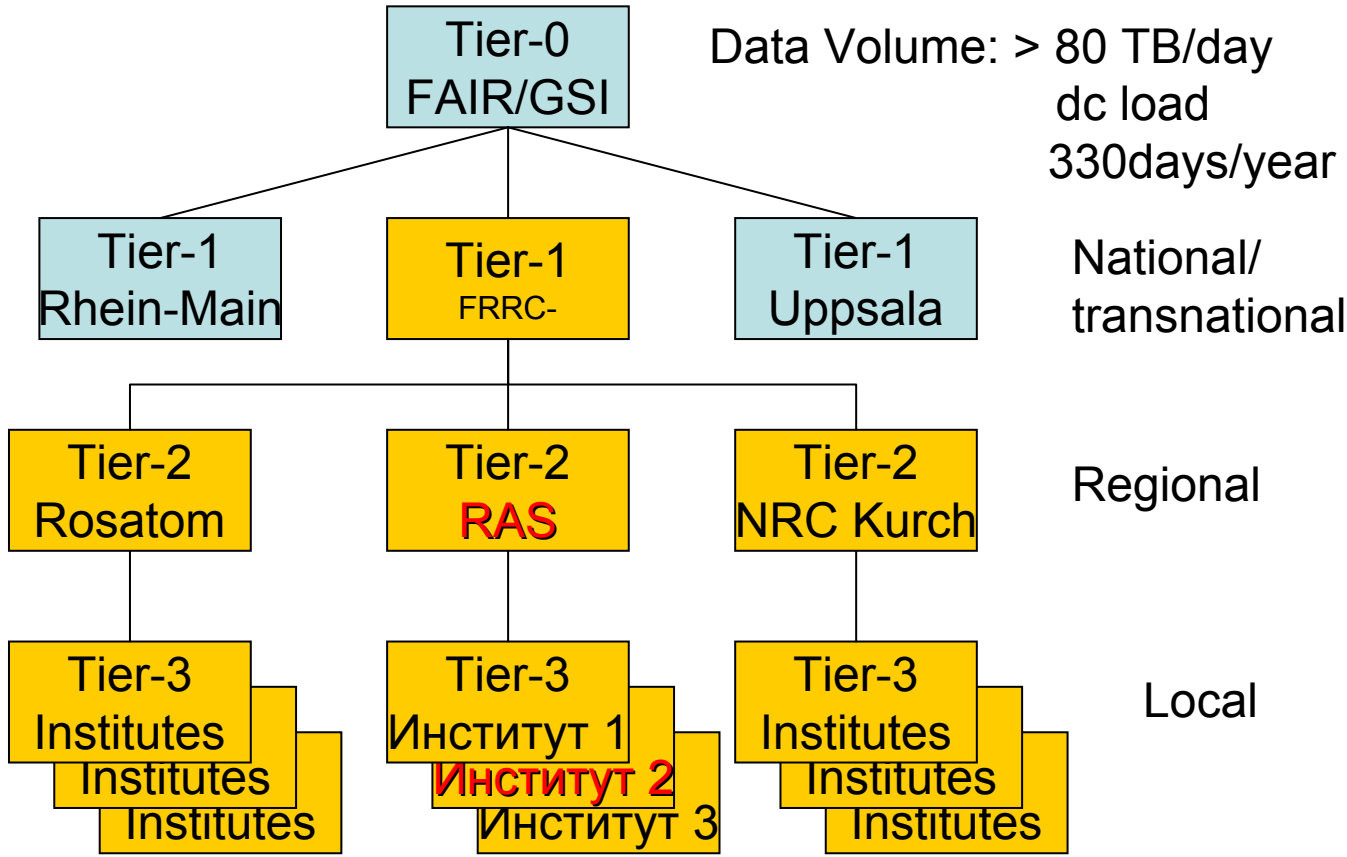 Tier-0
FAIR/GSI
Data Volume: > 80 TB/day
dc load
330days/year
Tier-1
Rhein-Main
Tier-1
FRRC-
Tier-1
Uppsala
National/
transnational
Tier-2
Rosatom
Tier-2
RAS
Tier-2
NRC Kurch
Regional
Tier-3
Institutes
Institutes
Institutes
Tier-3
Институт 1
Институт 2
Институт 3
Tier-3
Institutes
Institutes
Institutes
Local